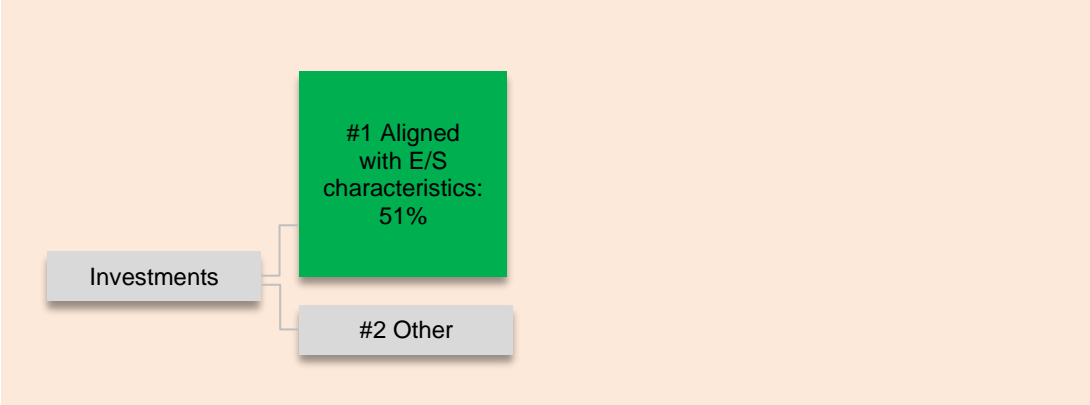 #1 Aligned
with E/S
characteristics:
51%
Investments
#2 Other